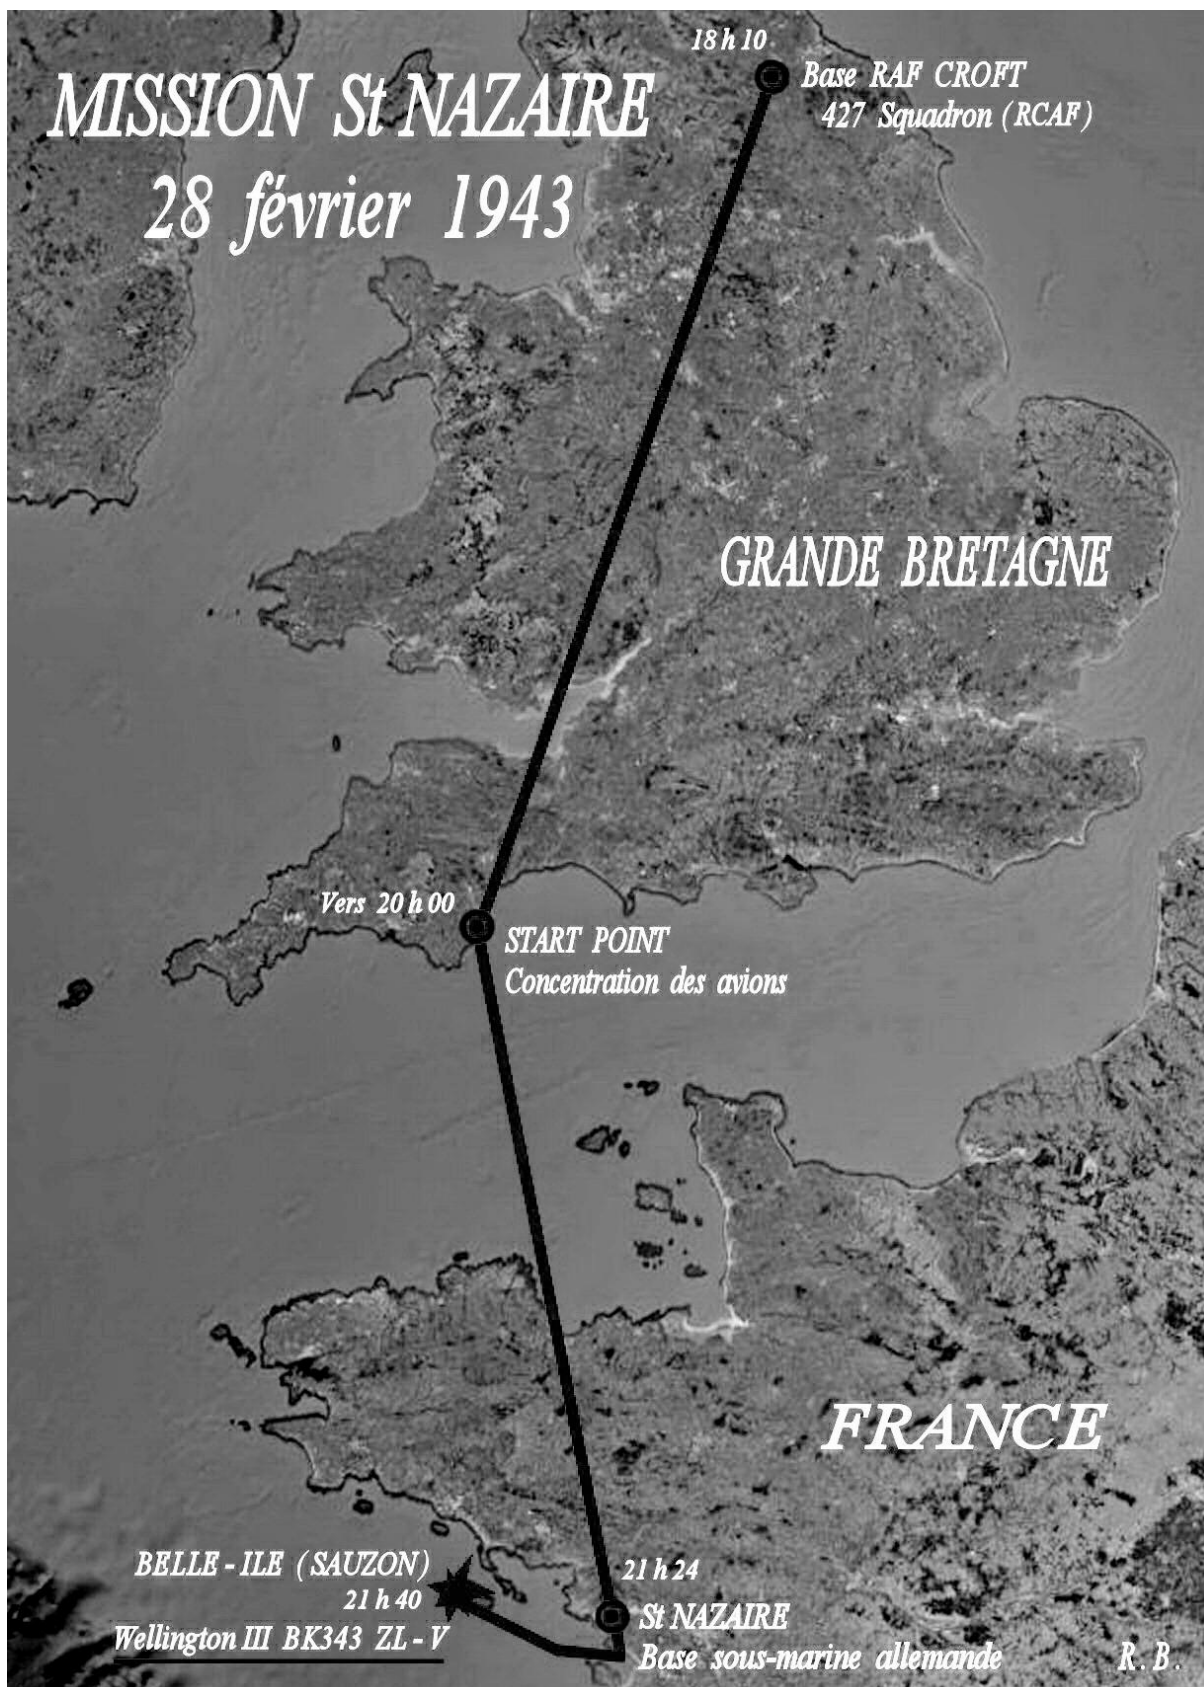 18 h 10
Base RAF CROFT
427 Squadron (RCAF)
MISSION St NAZAIRE
28 février 1943
GRANDE BRETAGNE
Vers 20 h 00
START POINT
Concentration des avions
FRANCE
BELLE - ILE (SAUZON)
21 h 40
Wellington III BK343 ZL - V
21 h 24
St NAZAIRE
Base sous-marine allemande
R. B.